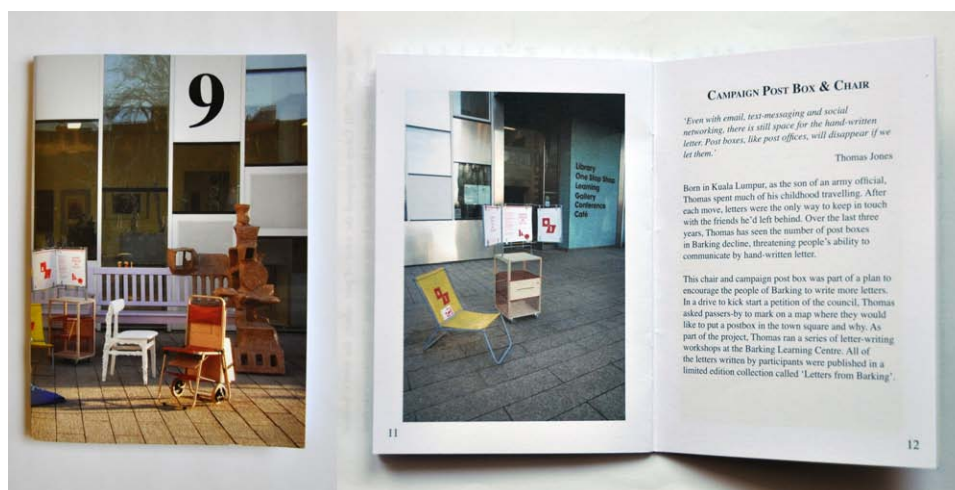 9
Library
One Stop Shop
Learning
Gallery
Conference
Café
11
CAMPAIGN POST BOX & CHAIR
'Even with email, text-messaging and social
networking, there is still space for the hand-written
letter. Post boxes, like post offices, will disappear if we
let them.'
Thomas Jones
Born in Kuala Lumpur, as the son of an army official,
Thomas spent much of his childhood travelling. After
each move, letters were the only way to keep in touch
with the friends he'd left behind. Over the last three
years, Thomas has seen the number of post boxes
in Barking decline, threatening people's ability to
communicate by hand-written letter.
This chair and campaign post box was part of a plan to
encourage the people of Barking to write more letters.
In a drive to kick start a petition of the council, Thomas
asked passers-by to mark on a map where they would
like to put a postbox in the town square and why. As
part of the project, Thomas ran a series of letter-writing
workshops at the Barking Learning Centre. All of
the letters written by participants were published in a
limited edition collection called 'Letters from Barking'.
12